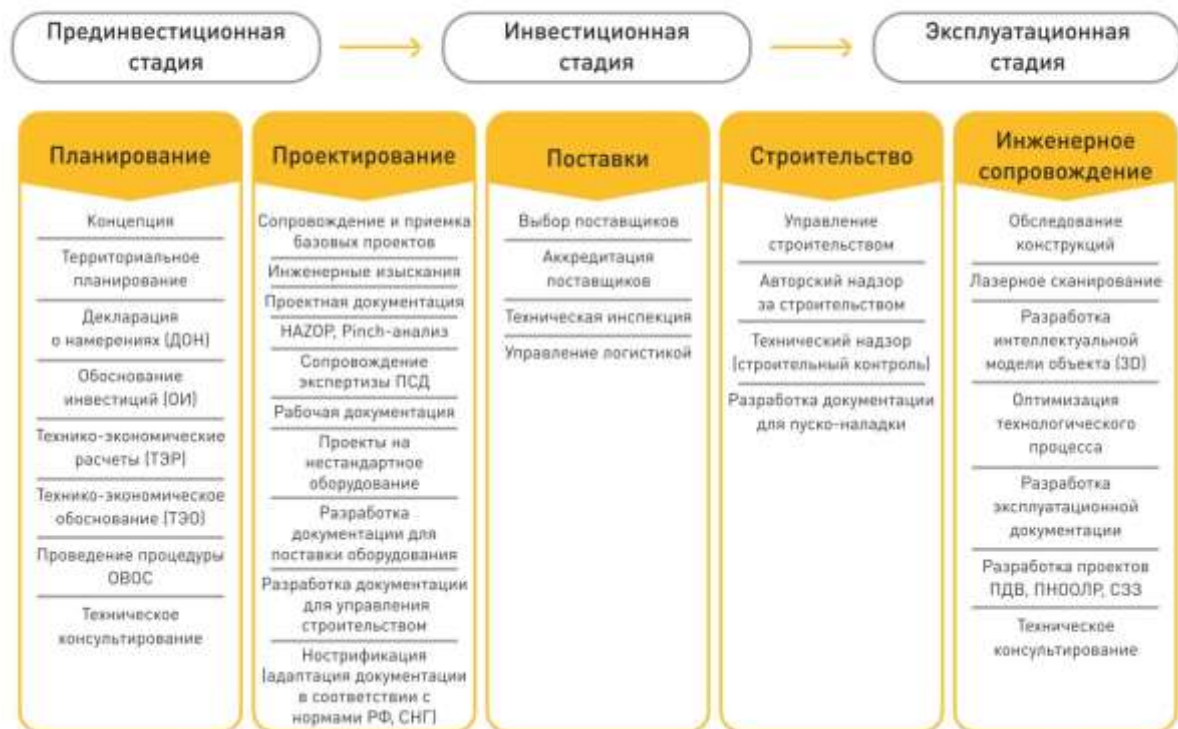 Прединвестиционная
стадия
Инвестиционная
стадия
Эксплуатационная
стадия
Планирование
Концепция
Территориальное
планирование
Декларация
о намерениях (ДОН)
Обоснование
инвестиций (ОИ)
Технико-экономические
расчеты (ТЭР)
Технико-экономическое
обоснование (ТЭО)
Проведение процедуры
ОВОС
Техническое
консультирование
Проектирование
Сопровождение и приемка
базовых проектов
Инженерные изыскания
Проектная документация
HAZOP, Pinch-анализ
Сопровождение
экспертизы ПСД
Рабочая документация
Проекты на
нестандартное
оборудование
Разработка
документации для
поставки оборудования
Разработка документации
для управления
строительством
Нострификация
(адаптация документации
в соответствии с
нормами РФ, СНГ)
Поставки
Выбор поставщиков
Аккредитация
поставщиков
Техническая инспекция
Управление логистикой
Строительство
Управление
строительством
Авторский надзор
за строительством
Технический надзор
(строительный контроль)
Разработка документации
для пуско-наладки
Инженерное
сопровождение
Обследование
конструкций
Лазерное сканирование
Разработка
интеллектуальной
модели объекта (3D)
Оптимизация
технологического
процесса
Разработка
эксплуатационной
документации
Разработка проектов
ПДВ, ПНООЛР, СЗЗ
Техническое
консультирование